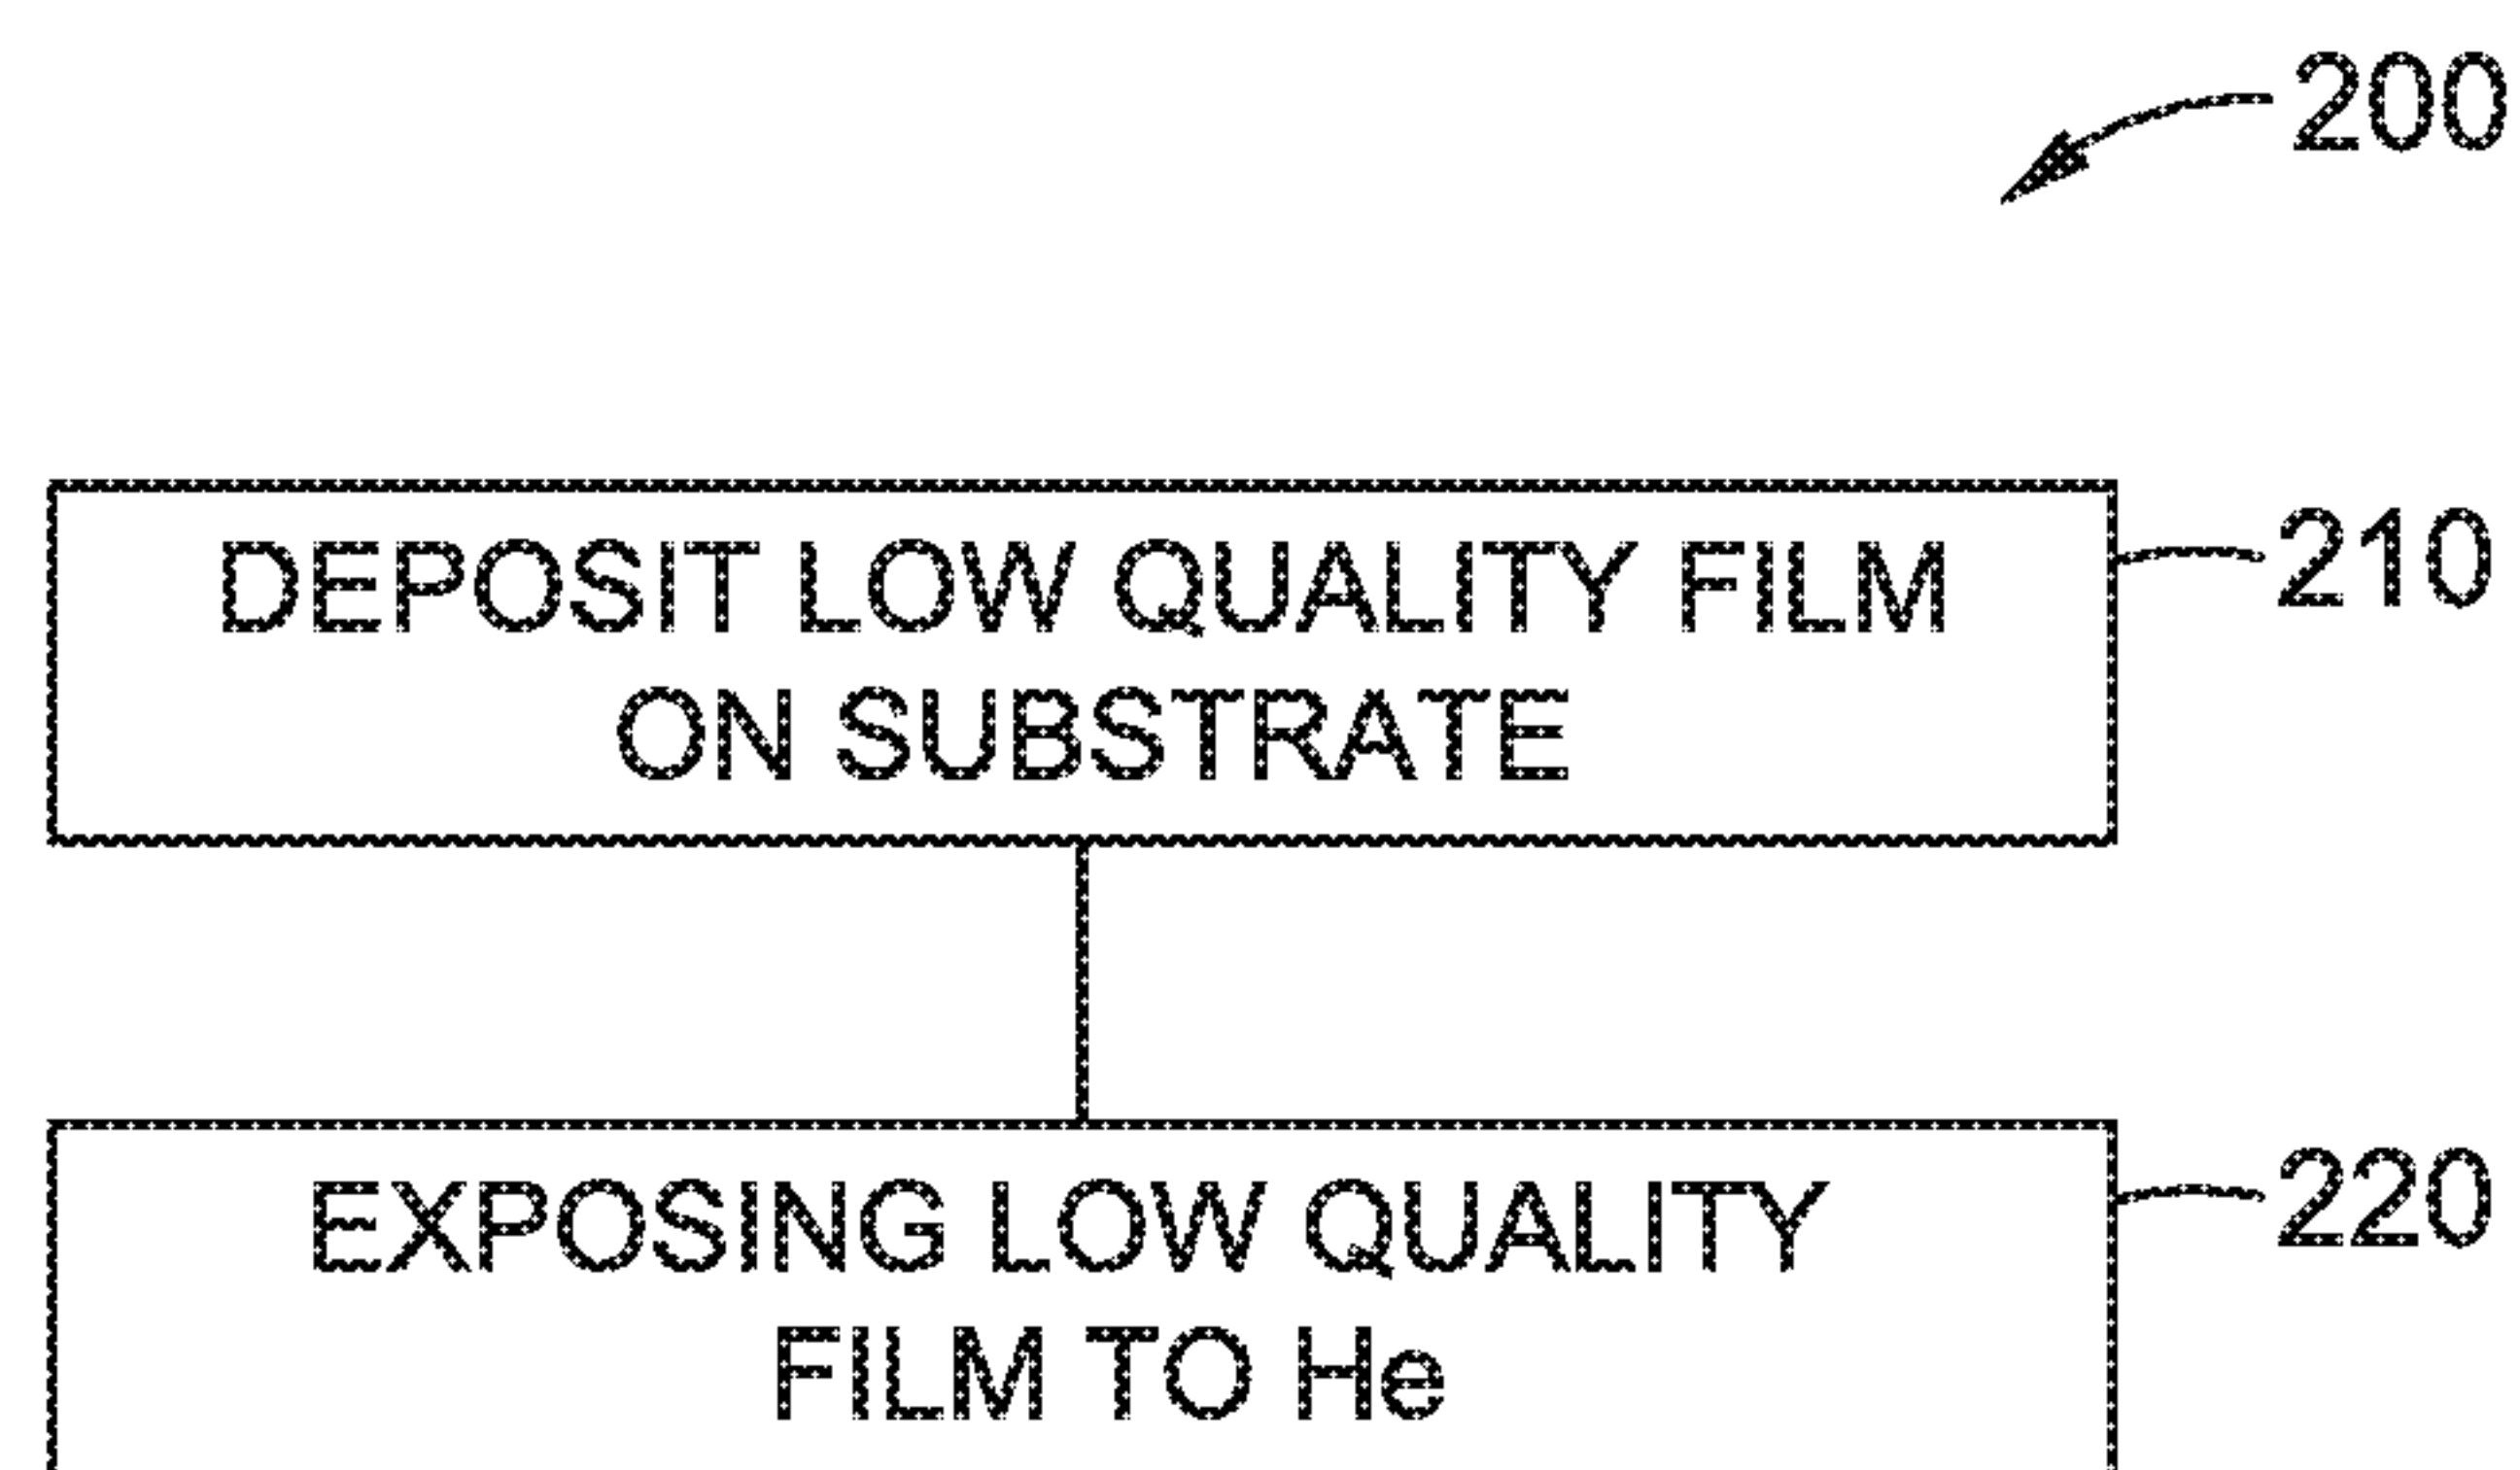 200
DEPOSIT LOW QUALITY FILM
ON SUBSTRATE
210
EXPOSING LOW QUALITY
FILM TO He
220